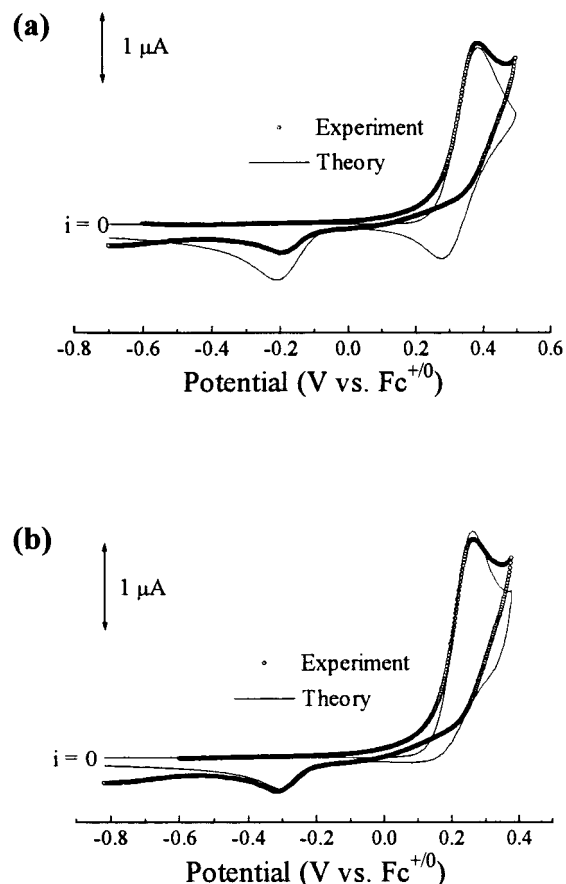 (a)
1 μA
Experiment
Theory
i = 0
-0.8 -0.6 -0.4 -0.2 0.0 0.2 0.4 0.6
Potential (V vs. Fc+/0)
(b)
1 μA
Experiment
Theory
i = 0
-0.8 -0.6 -0.4 -0.2 0.0 0.2 0.4
Potential (V vs. Fc+/0)